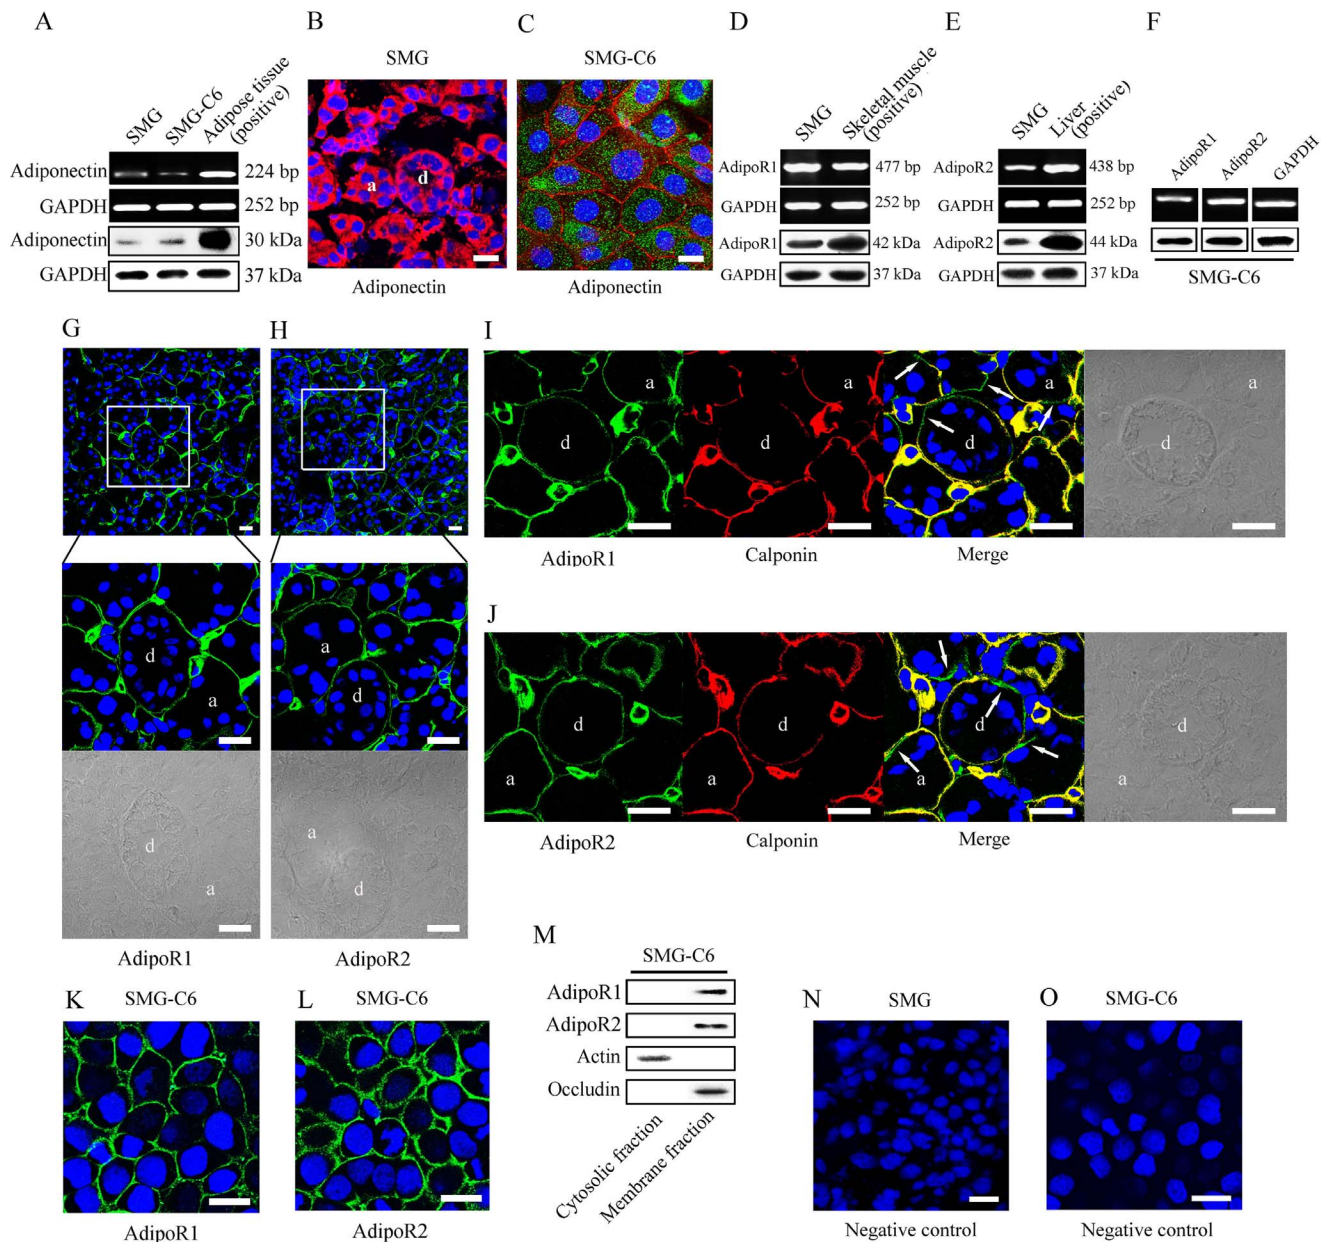 A
SMG
SMG-C6
Adipose tissue
(positive)
Adiponectin
224 bp
GAPDH
252 bp
Adiponectin
30 kDa
GAPDH
37 kDa
B
SMG
a
d
Adiponectin
C
SMG-C6
Adiponectin
D
SMG
Skeletal muscle
(positive)
AdipoR1
477 bp
GAPDH
252 bp
AdipoR1
42 kDa
GAPDH
37 kDa
E
SMG
Liver
(positive)
AdipoR2
438 bp
GAPDH
252 bp
AdipoR2
44 kDa
GAPDH
37 kDa
F
AdipoR1
AdipoR2
GAPDH
SMG-C6
G
d
a
d
a
AdipoR1
H
a
d
a
d
AdipoR2
I
a
d
a
d
a
d
a
d
AdipoR1
Calponin
Merge
J
d
a
d
a
d
a
d
a
AdipoR2
Calponin
Merge
K
SMG-C6
AdipoR1
L
SMG-C6
AdipoR2
M
SMG-C6
AdipoR1
AdipoR2
Actin
Occludin
Cytosolic fraction
Membrane fraction
N
SMG
Negative control
O
SMG-C6
Negative control